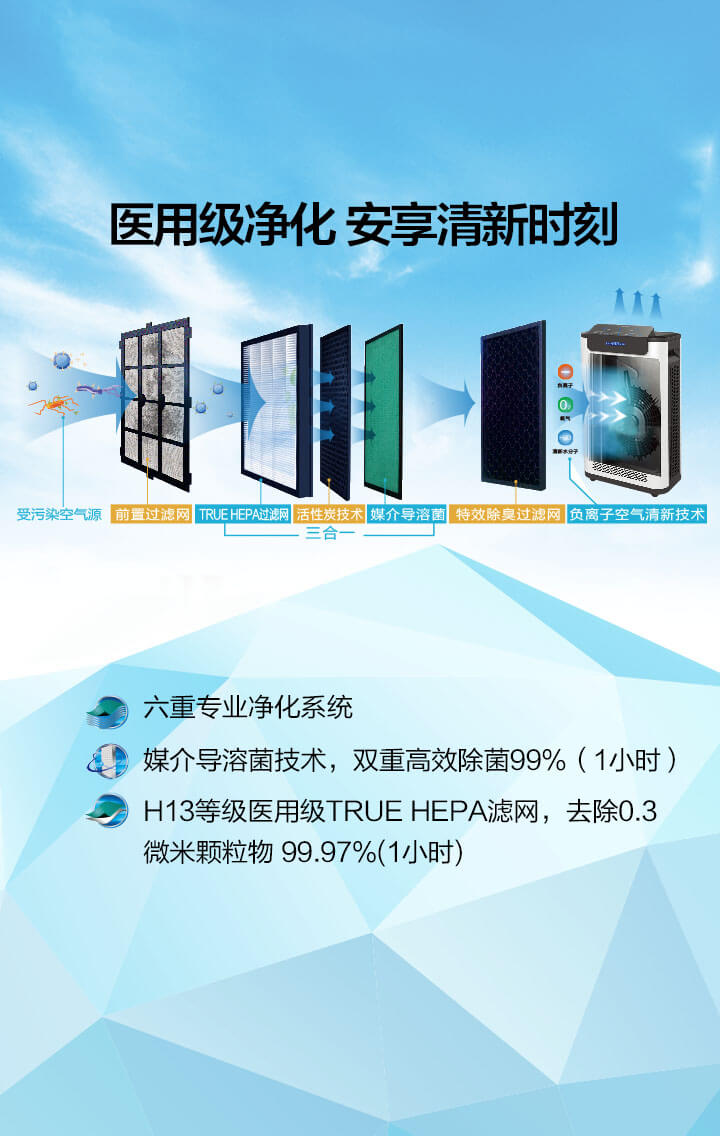 医用级净化 安享清新时刻
负离子
O₂
氧气
清新水分子
受污染空气源
前置过滤网
TRUE HEPA过滤网
活性炭技术
媒介导溶菌
特效除臭过滤网
负离子空气清新技术
三合一
六重专业净化系统
媒介导溶菌技术，双重高效除菌99%（1小时）
H13等级医用级TRUE HEPA滤网，去除0.3
微米颗粒物 99.97%(1小时)